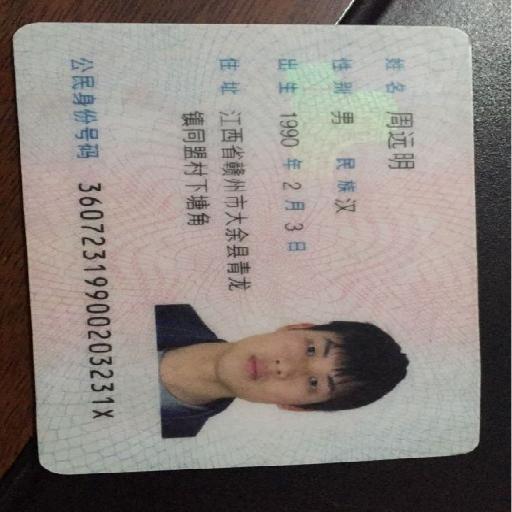 姓名 周远明
性别 男 民族 汉
出生 1990 年 2 月 3 日
住址 江西省赣州市大余县青龙
镇同盟村下塘角
公民身份号码 36072319900203231X